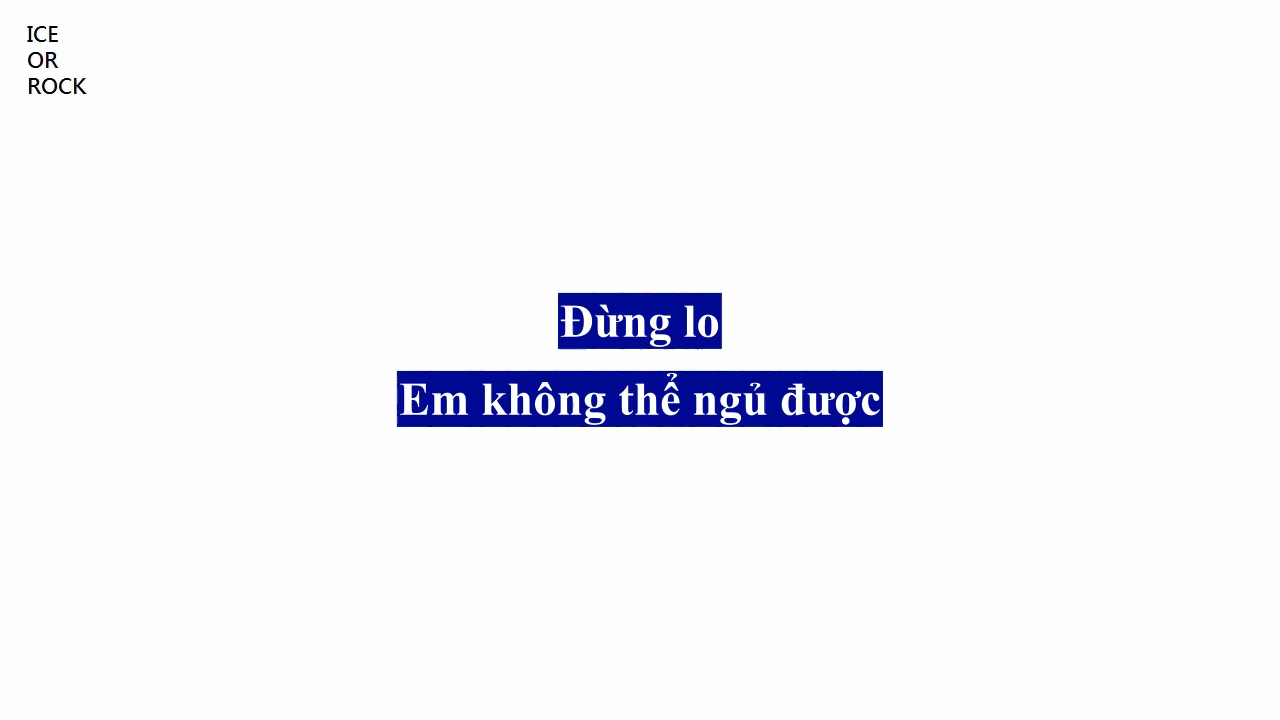 ICE
OR
ROCK
Đừng lo
Em không thể ngủ được